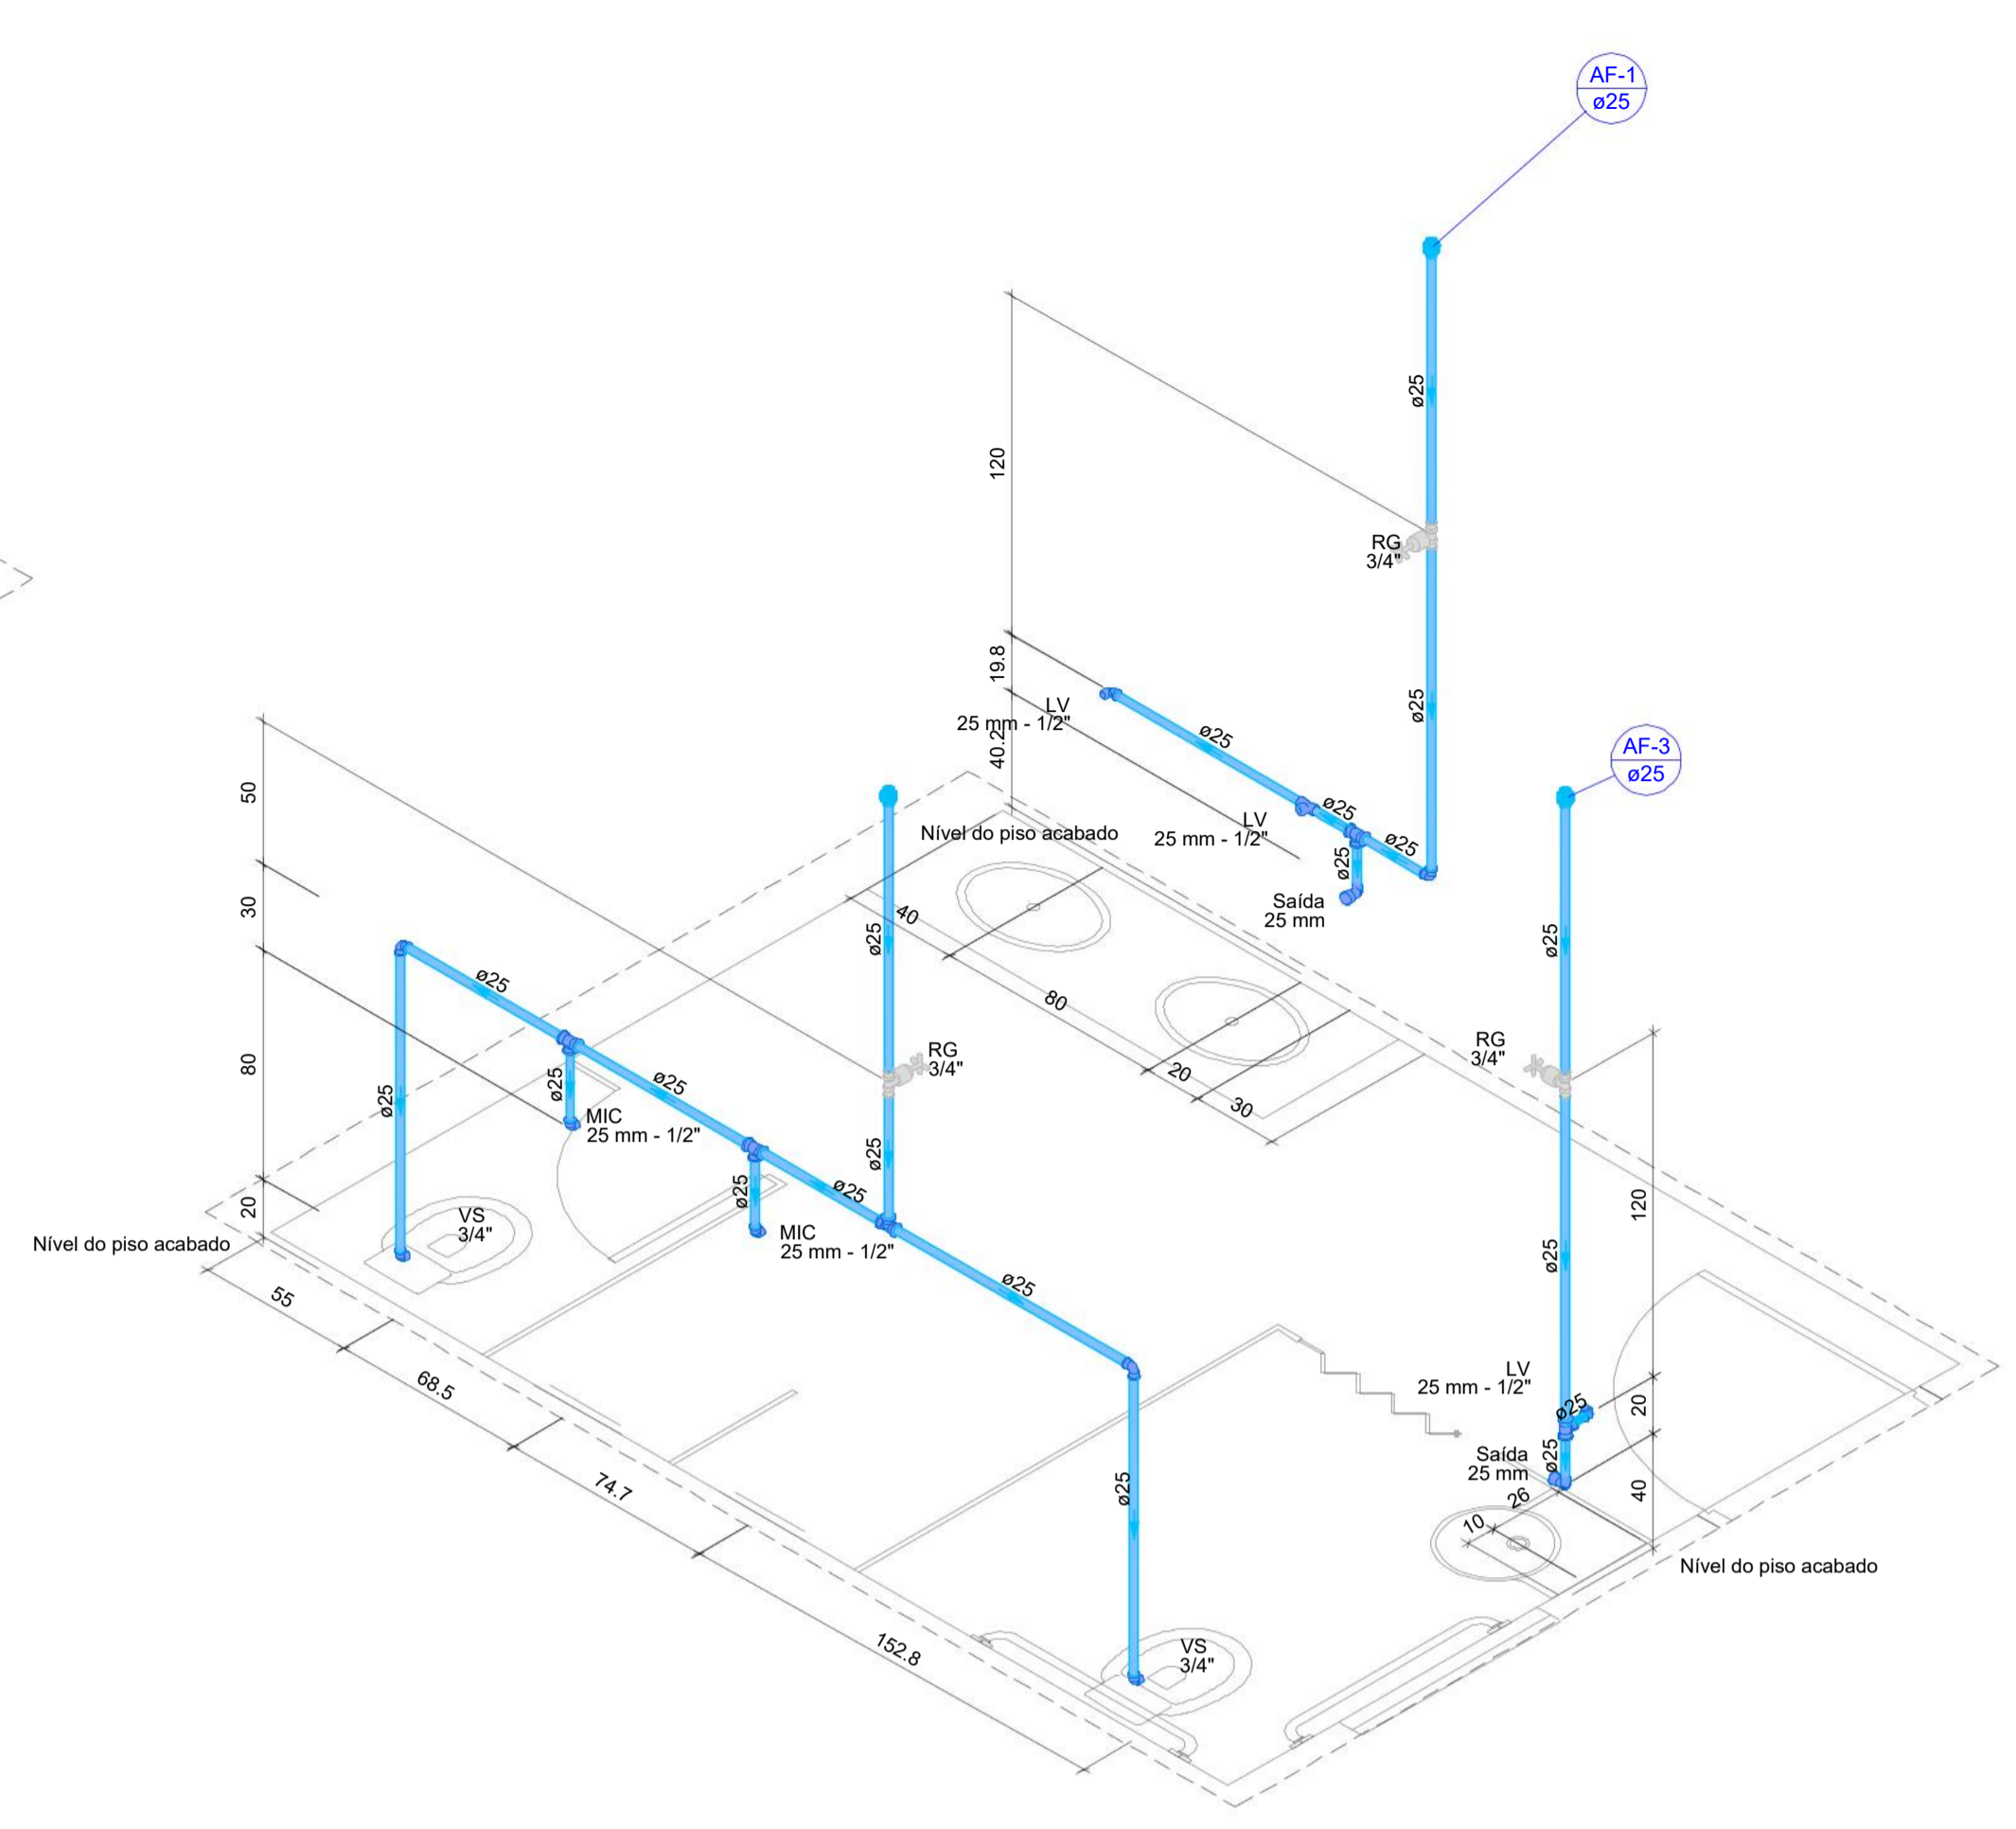 AF-1
ø25
ø25
120
RG
3/4"
19.8
LV
25 mm - 1/2"
ø25
ø25
40.2
AF-3
ø25
50
ø25
LV
25 mm - 1/2"
ø25
ø25
Nível do piso acabado
Saída
25 mm
30
40
ø25
ø25
ø25
80
80
RG
3/4"
RG
3/4"
ø25
ø25
ø25
20
30
MIC
25 mm - 1/2"
ø25
ø25
ø25
ø25
20
VS
3/4"
MIC
25 mm - 1/2"
120
Nível do piso acabado
ø25
ø25
55
68.5
LV
25 mm - 1/2"
ø25
20
74.7
ø25
Saída
25 mm
ø25
26
40
10
Nível do piso acabado
152.8
VS
3/4"